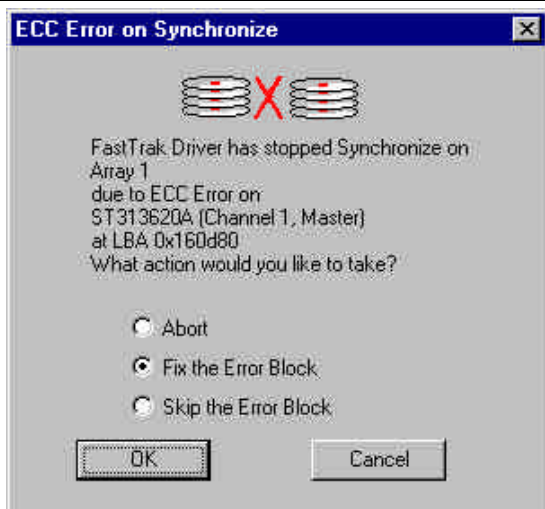 ECC Error on Synchronize
FastTrak Driver has stopped Synchronize on
Array 1
due to ECC Error on
ST313620A (Channel 1, Master)
at LBA 0x160d80
What action would you like to take?
Abort
Fix the Error Block
Skip the Error Block
OK Cancel